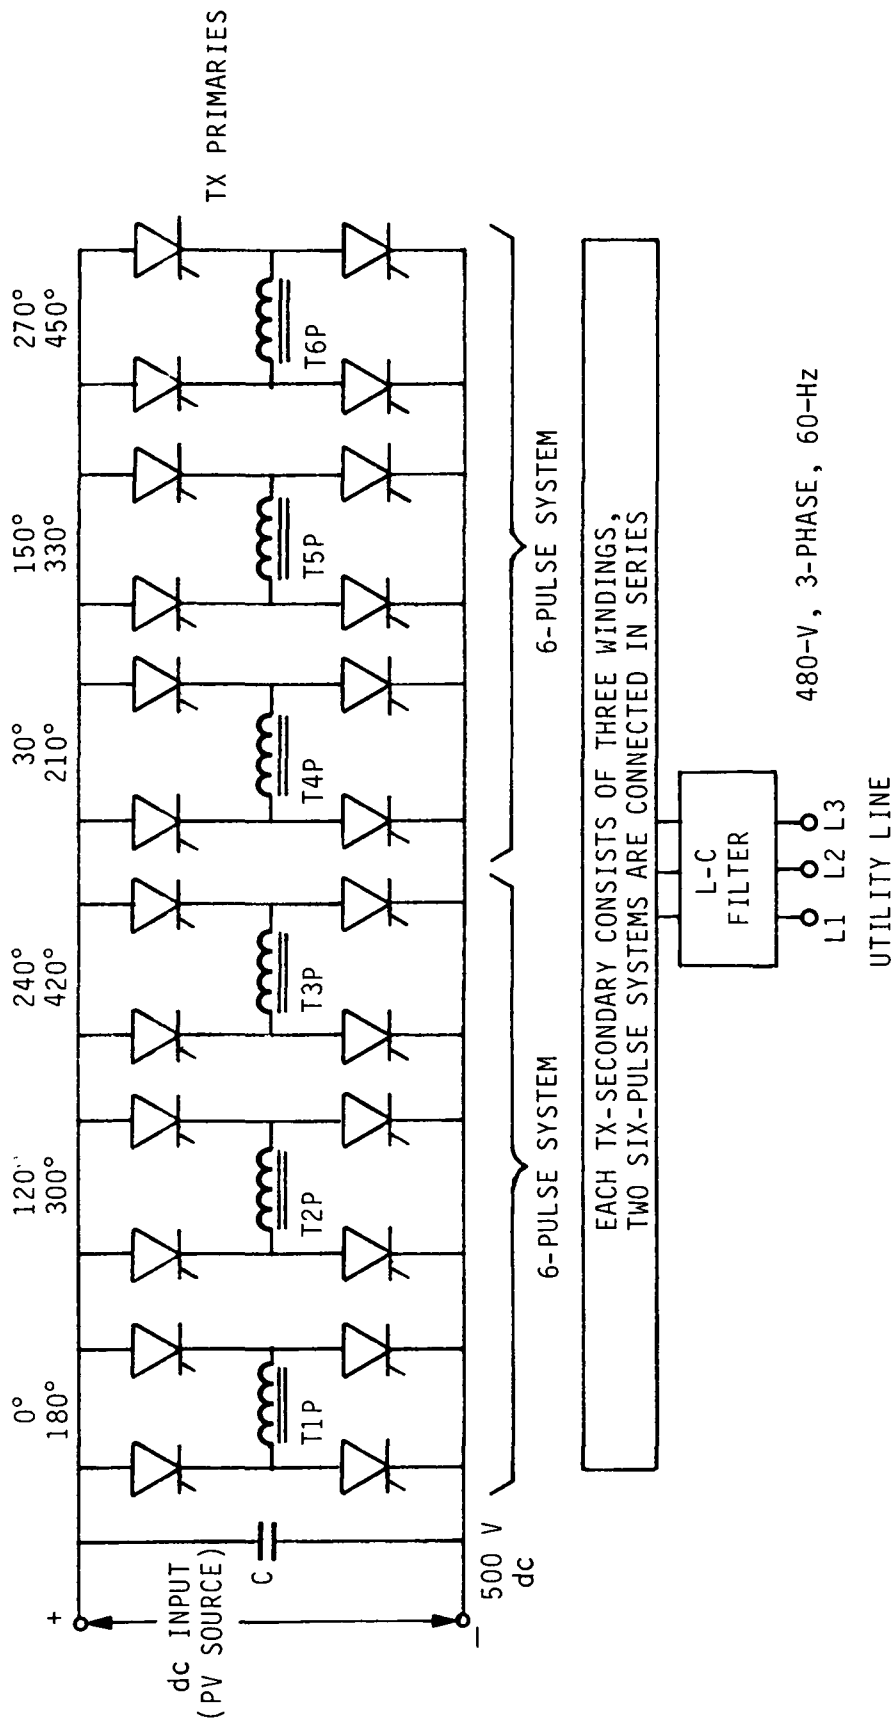 0° 120° 240° 30° 150° 270°
180° 300° 420° 210° 330° 450°
TX PRIMARIES
+
dc INPUT
(PV SOURCE)
C
T1P T2P T3P T4P T5P T6P
–
500 V
dc
6-PULSE SYSTEM
6-PULSE SYSTEM
EACH TX-SECONDARY CONSISTS OF THREE WINDINGS,
TWO SIX-PULSE SYSTEMS ARE CONNECTED IN SERIES
L-C
FILTER
L1 L2 L3
480-V, 3-PHASE, 60-Hz
UTILITY LINE